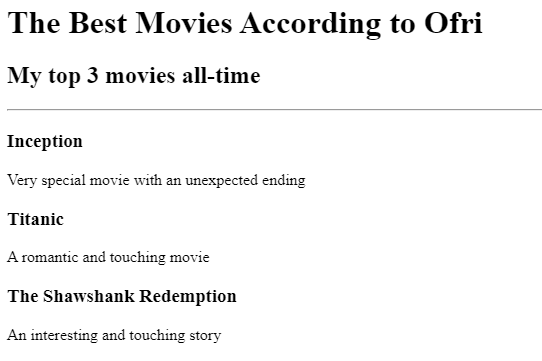 The Best Movies According to Ofri
My top 3 movies all-time
Inception
Very special movie with an unexpected ending
Titanic
A romantic and touching movie
The Shawshank Redemption
An interesting and touching story